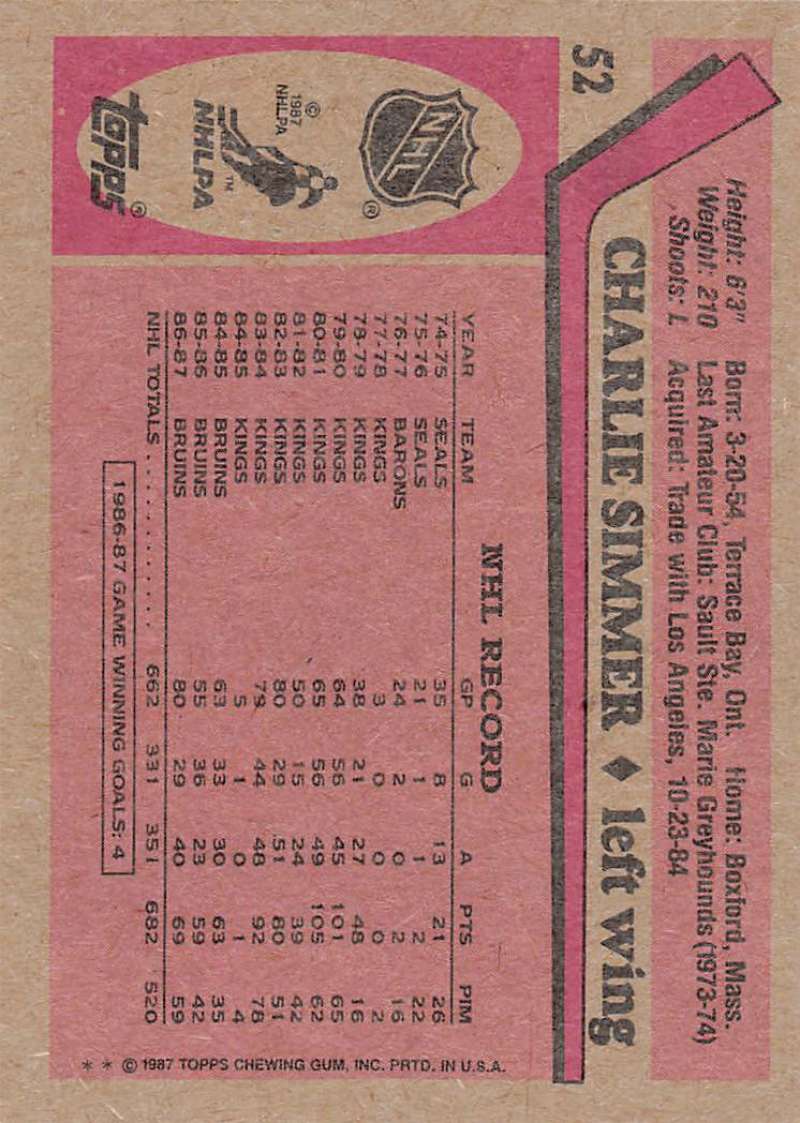 52
Height: 6'3" Born: 3-20-54, Terrace Bay, Ont. Home: Boxford, Mass.
Weight: 210 Last Amateur Club: Sault Ste. Marie Greyhounds (1973-74)
Shoots: L Acquired: Trade with Los Angeles, 10-23-84
CHARLIE SIMMER ♦ left wing
NHL
®
© 1987 NHLPA
NHLPA
TM
topps
®
NHL RECORD
YEAR TEAM GP G A PTS PIM
74-75 SEALS 35 8 13 21 26
75-76 SEALS 21 1 1 2 22
76-77 BARONS 24 2 0 2 16
77-78 KINGS 3 0 0 0 2
78-79 KINGS 38 21 27 48 16
79-80 KINGS 64 56 45 101 65
80-81 KINGS 65 56 49 105 62
81-82 KINGS 50 15 24 39 42
82-83 KINGS 80 29 51 80 51
83-84 KINGS 79 44 48 92 78
84-85 KINGS 5 1 0 1 4
84-85 BRUINS 63 33 30 63 35
85-86 BRUINS 55 36 23 59 42
86-87 BRUINS 80 29 40 69 59
NHL TOTALS . . . . . . . . . . . 662 331 351 682 520
1986-87 GAME WINNING GOALS: 4
* * © 1987 TOPPS CHEWING GUM, INC. PRTD. IN U.S.A.